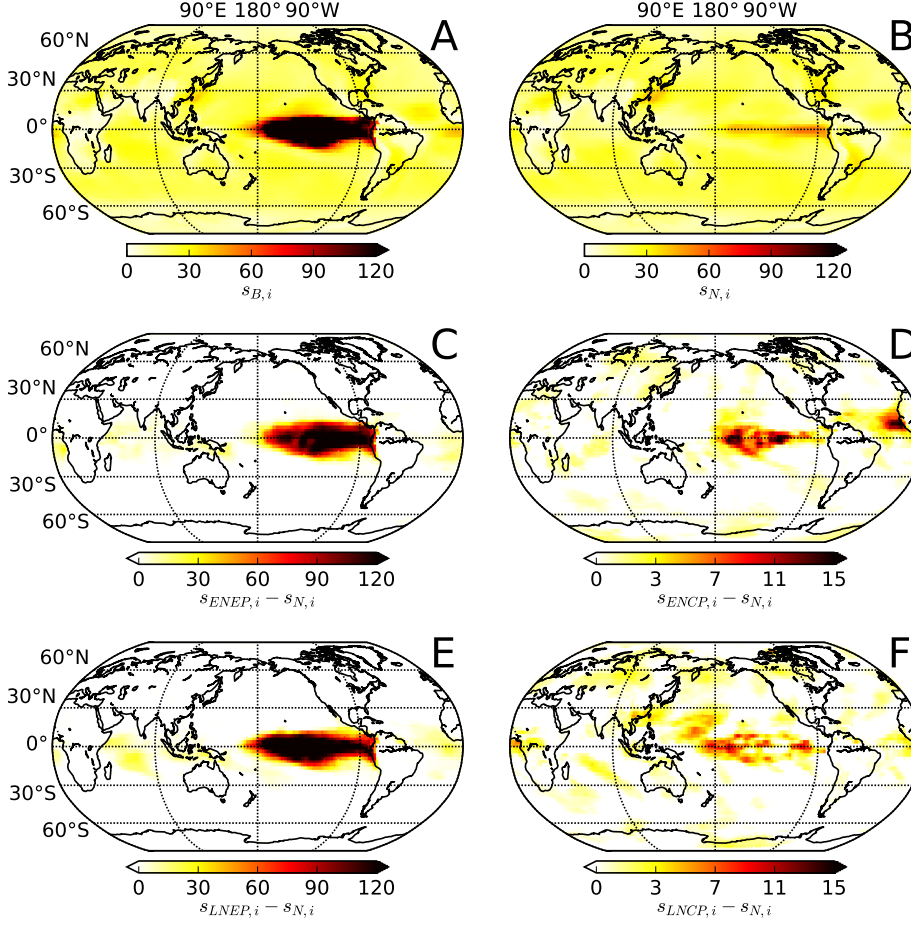 90°E 180° 90°W 90°E 180° 90°W
A B
60°N
30°N
0°
30°S
60°S
0 30 60 90 120 0 30 60 90 120
s_{B,i} s_{N,i}
C D
60°N
30°N
0°
30°S
60°S
0 30 60 90 120 0 3 7 11 15
s_{ENEP,i} − s_{N,i} s_{ENCP,i} − s_{N,i}
E F
60°N
30°N
0°
30°S
60°S
0 30 60 90 120 0 3 7 11 15
s_{LNEP,i} − s_{N,i} s_{LNCP,i} − s_{N,i}